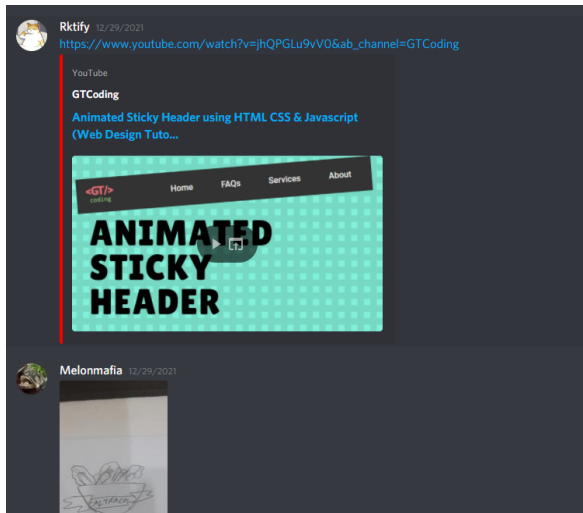 Rktify 12/29/2021
https://www.youtube.com/watch?v=jhQPGLu9vV0&ab_channel=GTCoding
YouTube
GTCoding
Animated Sticky Header using HTML CSS & Javascript
(Web Design Tuto...
<GT/>
coding
Home FAQs Services About
ANIMATED
STICKY
HEADER
Melonmafia 12/29/2021